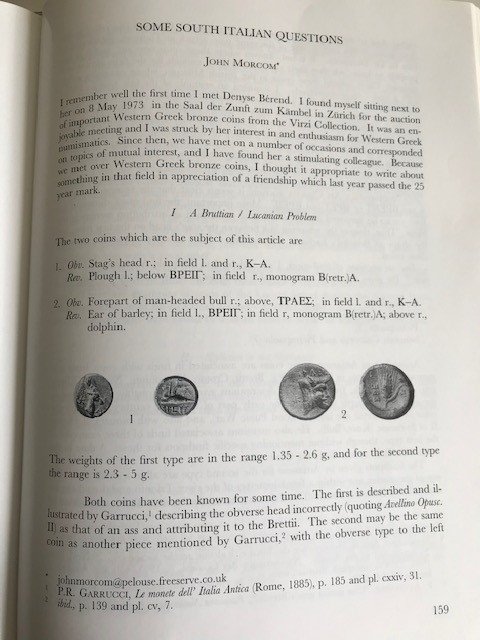 SOME SOUTH ITALIAN QUESTIONS
JOHN MORCOM*
I remember well the first time I met Denyse Bérend. I found myself sitting next to
her on 8 May 1973 in the Saal der Zunft zum Kämbel in Zürich for the auction
of important Western Greek bronze coins from the Virzi Collection. It was an en-
joyable meeting and I was struck by her interest in and enthusiasm for Western Greek
numismatics. Since then, we have met on a number of occasions and corresponded
on topics of mutual interest, and I have found her a stimulating colleague. Because
we met over Western Greek bronze coins, I thought it appropriate to write about
something in that field in appreciation of a friendship which last year passed the 25
year mark.
I A Bruttian / Lucanian Problem
The two coins which are the subject of this article are
1. Obv. Stag's head r.; in field l. and r., K–A.
Rev. Plough l.; below ΒΡΕΙΓ; in field r., monogram B(retr.)A.
2. Obv. Forepart of man-headed bull r.; above, ΤΡΑΕΣ; in field l. and r., K–A.
Rev. Ear of barley; in field l., ΒΡΕΙΓ; in field r, monogram B(retr.)A; above r.,
dolphin.
1
2
The weights of the first type are in the range 1.35 - 2.6 g, and for the second type
the range is 2.3 - 5 g.
Both coins have been known for some time. The first is described and il-
lustrated by Garrucci,1 describing the obverse head incorrectly (quoting Avellino Opusc.
II) as that of an ass and attributing it to the Brettii. The second may be the same
coin as another piece mentioned by Garrucci,2 with the obverse type to the left
* johnmorcom@pelouse.freeserve.co.uk
1 P.R. GARRUCCI, Le monete dell' Italia Antica (Rome, 1885), p. 185 and pl. cxxiv, 31.
2 ibid., p. 139 and pl. cv, 7.
159